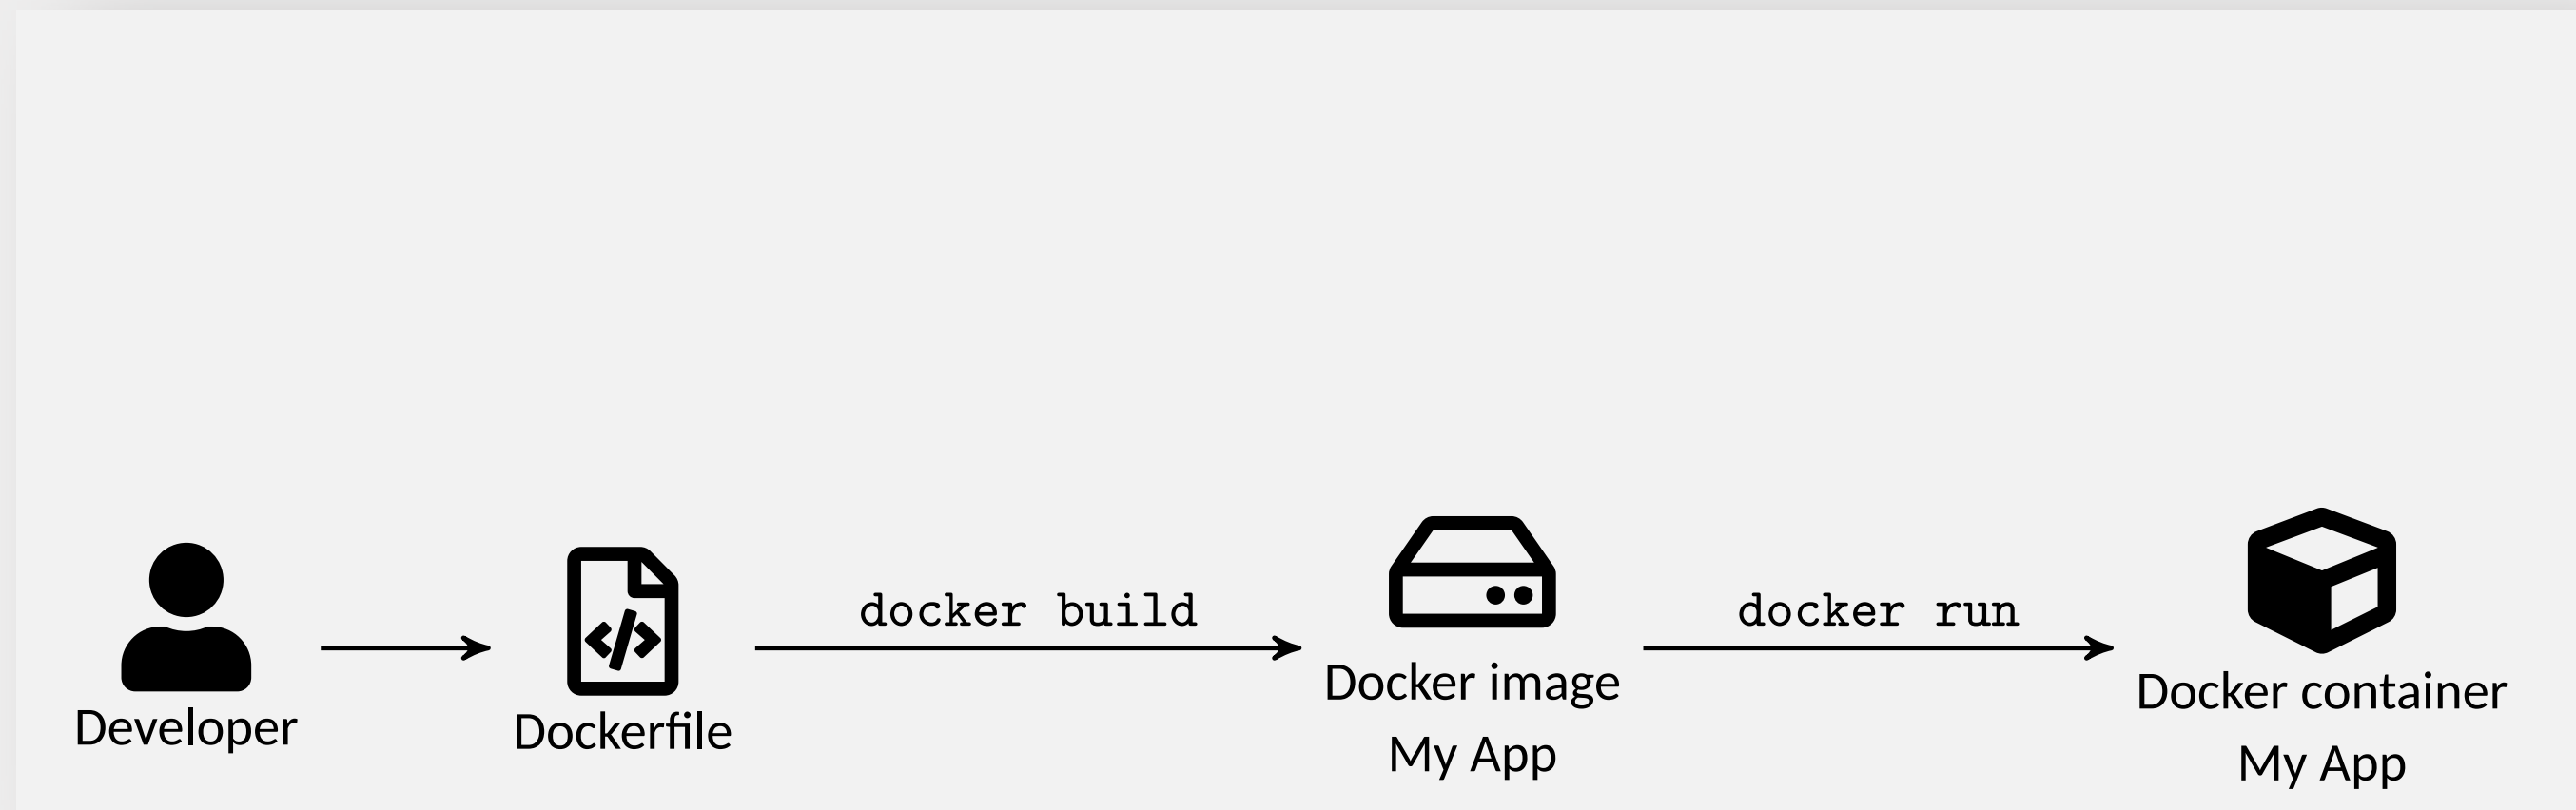 docker build
docker run
Developer
Dockerfile
Docker image
My App
Docker container
My App